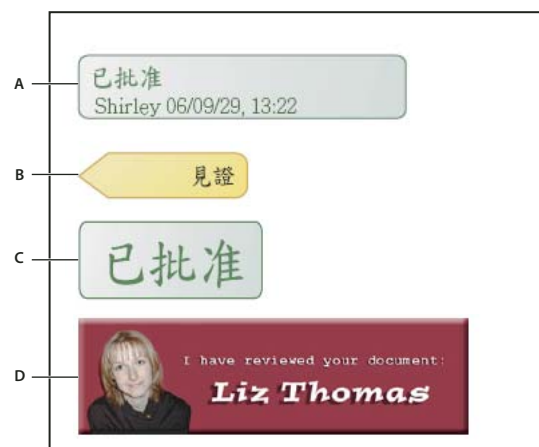 A
已批准
Shirley 06/09/29, 13:22
B
見證
C
已批准
D
I have reviewed your document:
Liz Thomas